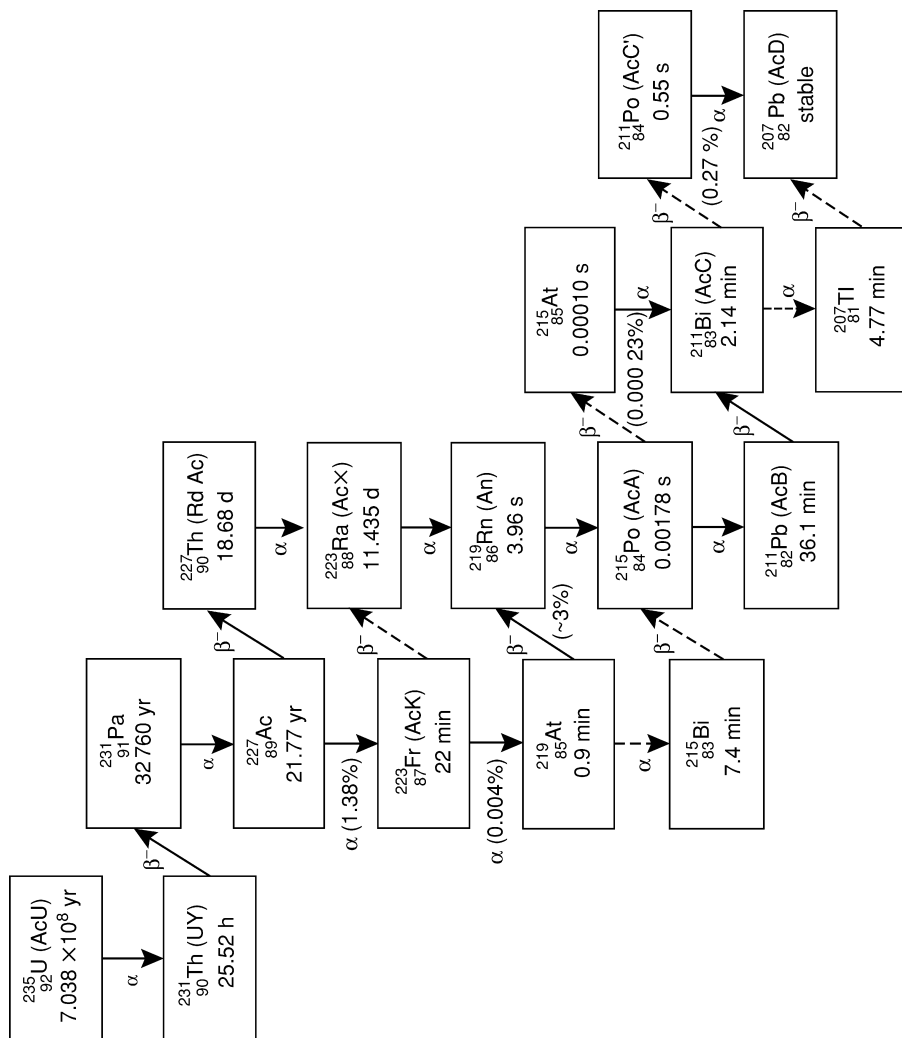 ²³⁵₉₂U (AcU)
7.038 ×10⁸ yr
α
²³¹₉₀Th (UY)
25.52 h
β⁻
²³¹₉₁Pa
32 760 yr
α
²²⁷₈₉Ac
21.77 yr
α (1.38%)
²²³₈₇Fr (AcK)
22 min
α (0.004%)
²¹⁹₈₅At
0.9 min
α
²¹⁵₈₃Bi
7.4 min
β⁻
β⁻
β⁻
(~3%)
β⁻
²²⁷₉₀Th (Rd Ac)
18.68 d
α
²²³₈₈Ra (Ac×)
11.435 d
α
²¹⁹₈₆Rn (An)
3.96 s
α
²¹⁵₈₄Po (AcA)
0.00178 s
α
²¹¹₈₂Pb (AcB)
36.1 min
β⁻
β⁻
²¹⁵₈₅At
0.00010 s
(0.000 23%)
α
²¹¹₈₃Bi (AcC)
2.14 min
α
²⁰⁷₈₁Tl
4.77 min
β⁻
β⁻
²¹¹₈₄Po (AcC')
0.55 s
(0.27 %)
α
²⁰⁷₈₂Pb (AcD)
stable